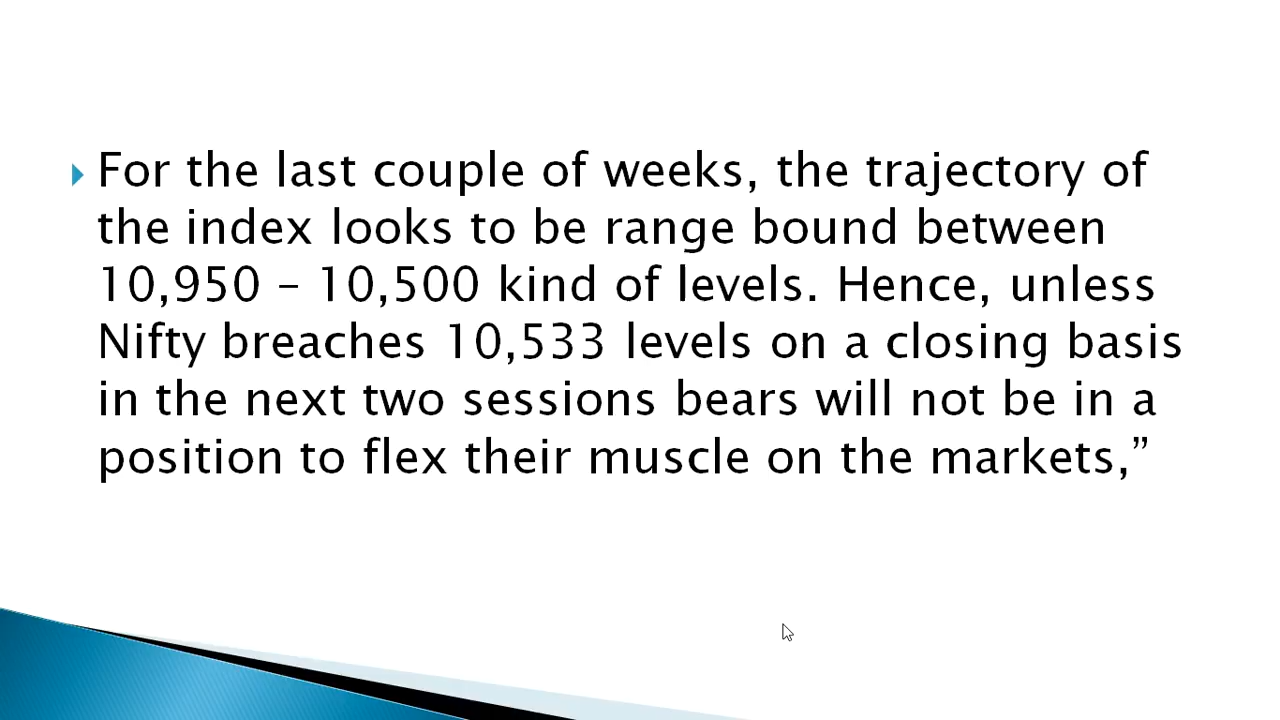 For the last couple of weeks, the trajectory of
the index looks to be range bound between
10,950 – 10,500 kind of levels. Hence, unless
Nifty breaches 10,533 levels on a closing basis
in the next two sessions bears will not be in a
position to flex their muscle on the markets,”